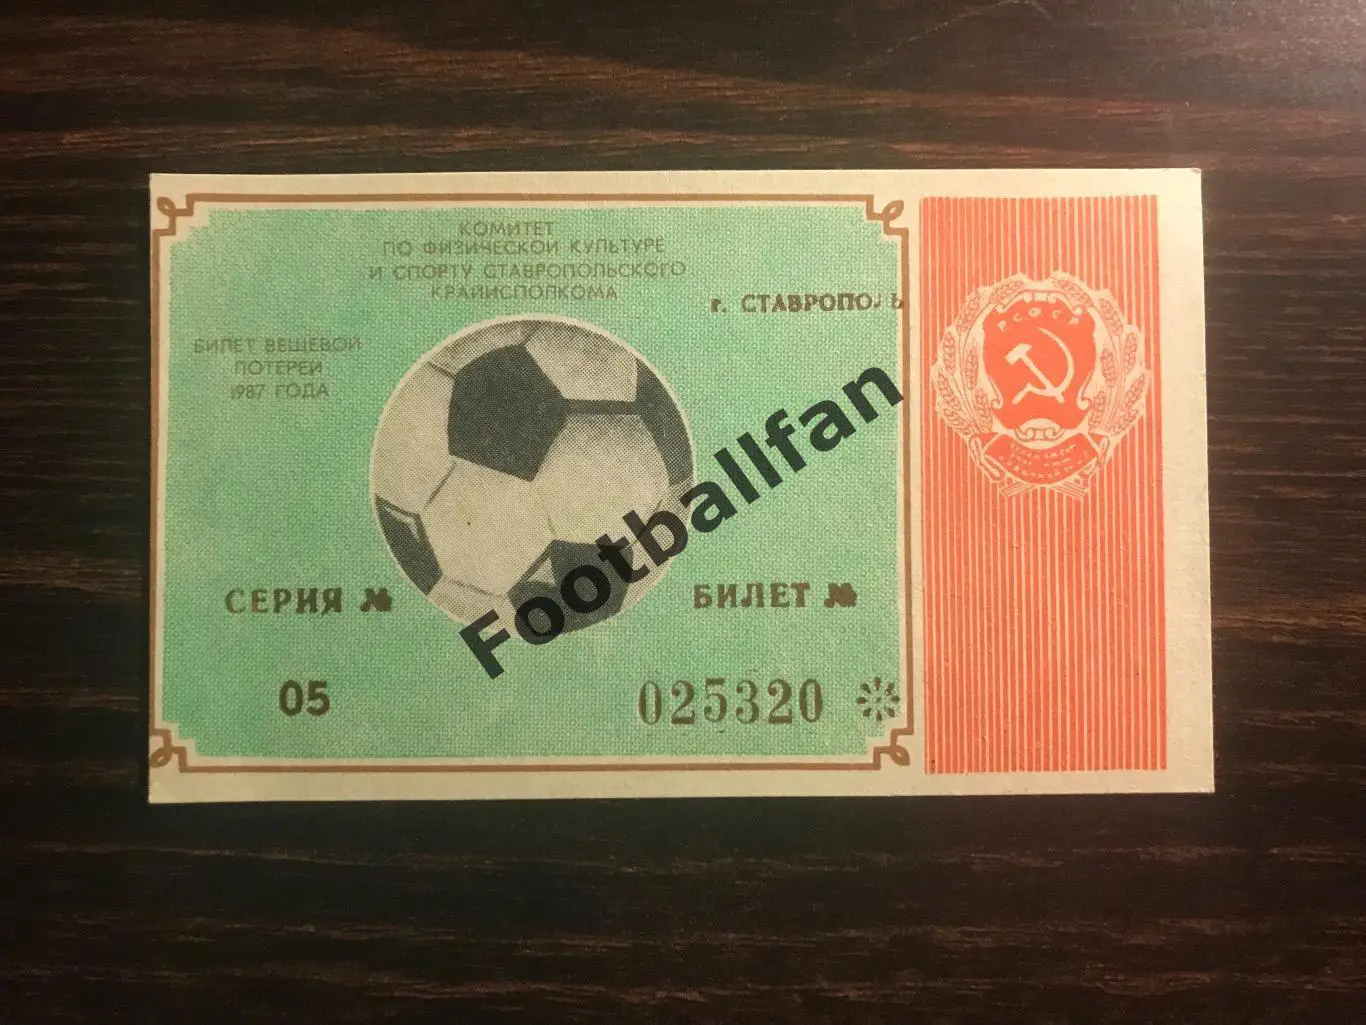 КОМИТЕТ
ПО ФИЗИЧЕСКОЙ КУЛЬТУРЕ
И СПОРТУ СТАВРОПОЛЬСКОГО
КРАЙИСПОЛКОМА
г. СТАВРОПОЛЬ
РСФСР
БИЛЕТ ВЕЩЕВОЙ
ЛОТЕРЕИ
1987 ГОДА
Footballfan
СЕРИЯ №
БИЛЕТ №
05
025320